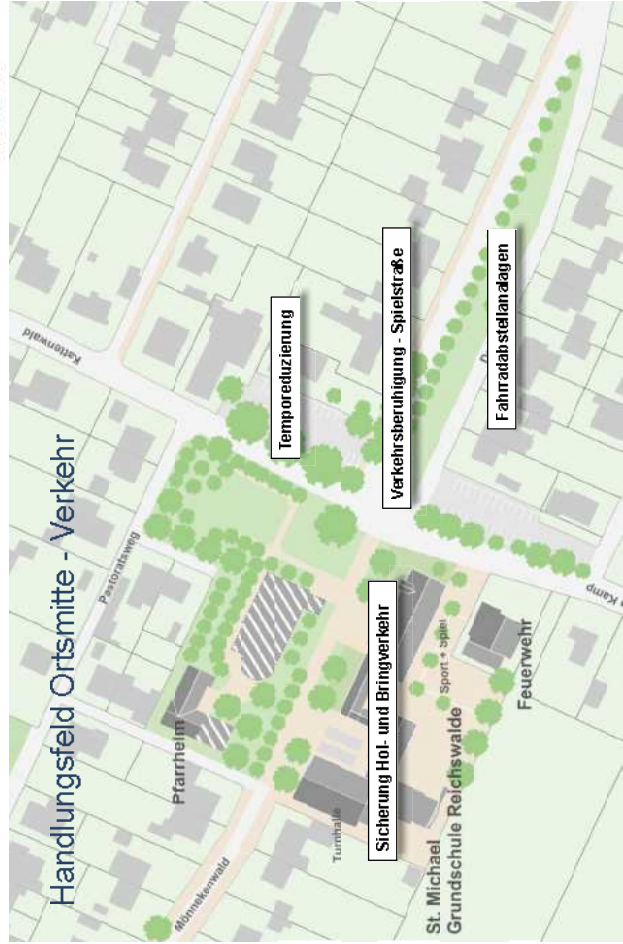 Handlungsfeld Ortsmitte - Verkehr
Kattenwald
Pastoratsweg
Temporeduzierung
Pfarrheim
Mönnekenwald
Verkehrsberuhigung - Spielstraße
Turnhalle
Sicherung Hol- und Bringverkehr
Fahrradabstellanalagen
Sport + Spiel
Kamp
St. Michael
Grundschule Reichswalde
Feuerwehr